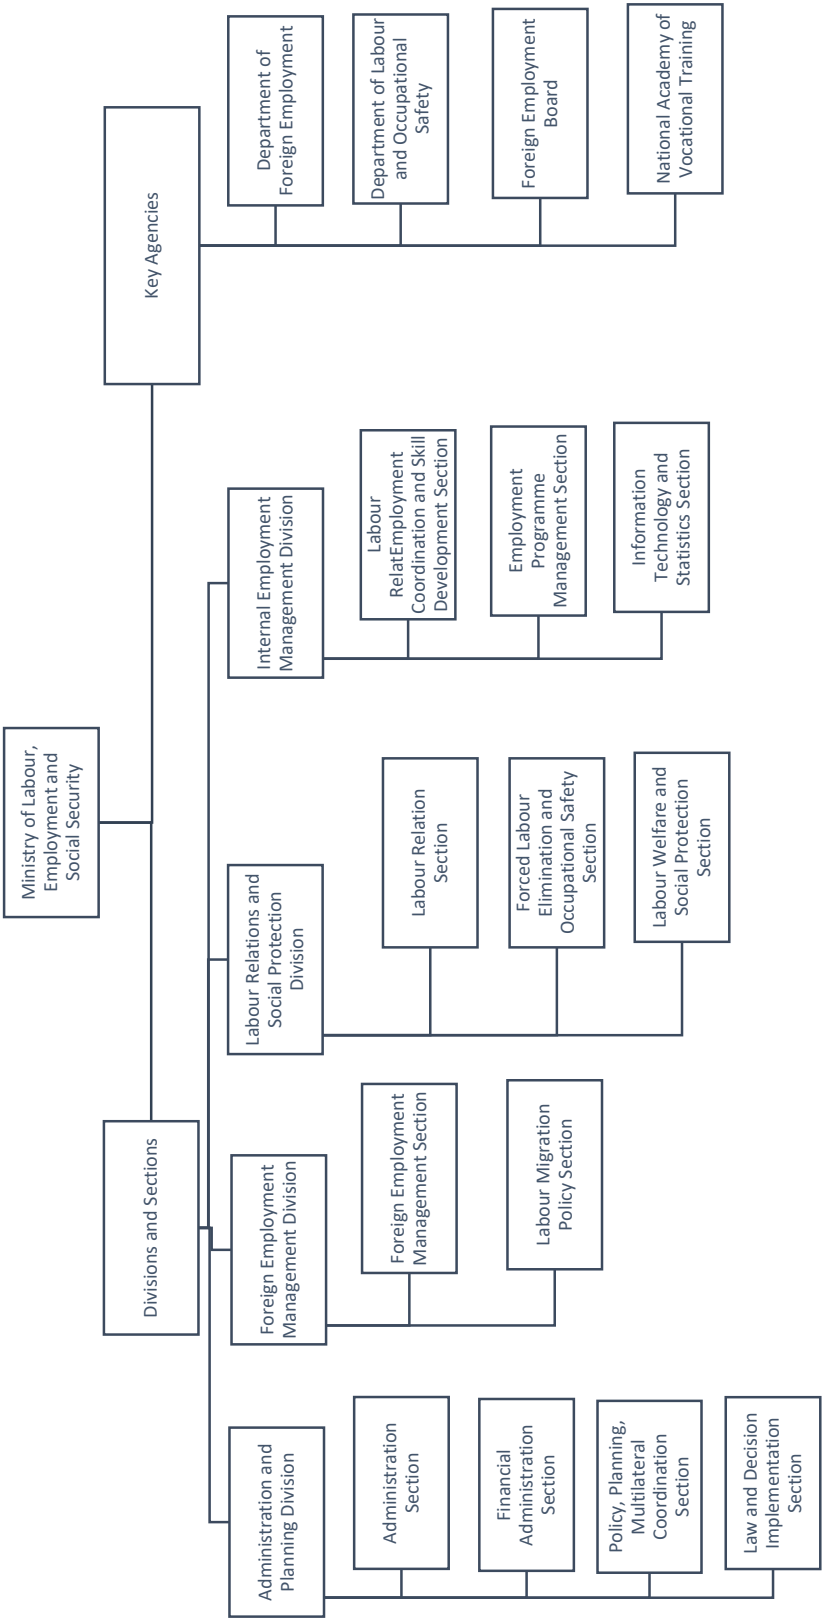 Ministry of Labour,
Employment and
Social Security
Divisions and Sections
Key Agencies
Administration and
Planning Division
Administration
Section
Financial
Administration
Section
Policy, Planning,
Multilateral
Coordination
Section
Law and Decision
Implementation
Section
Foreign Employment
Management Division
Foreign Employment
Management Section
Labour Migration
Policy Section
Labour Relations and
Social Protection
Division
Labour Relation
Section
Forced Labour
Elimination and
Occupational Safety
Section
Labour Welfare and
Social Protection
Section
Internal Employment
Management Division
Labour
RelatEmployment
Coordination and Skill
Development Section
Employment
Programme
Management Section
Information
Technology and
Statistics Section
Department of
Foreign Employment
Department of Labour
and Occupational
Safety
Foreign Employment
Board
National Academy of
Vocational Training